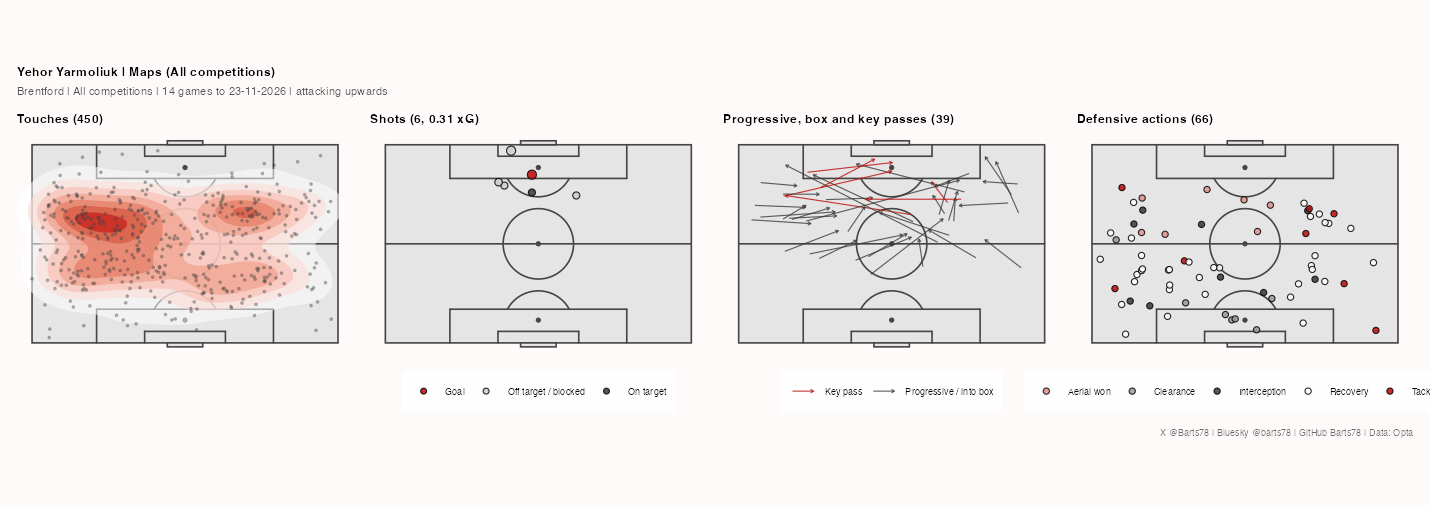 Yehor Yarmoliuk | Maps (All competitions)
Brentford | All competitions | 14 games to 23-11-2026 | attacking upwards
Touches (450)
Shots (6, 0.31 xG)
Progressive, box and key passes (39)
Defensive actions (66)
Goal
Off target / blocked
On target
Key pass
Progressive / into box
Aerial won
Clearance
Interception
Recovery
Tack
X @Barts78 | Bluesky @barts78 | GitHub Barts78 | Data: Opta